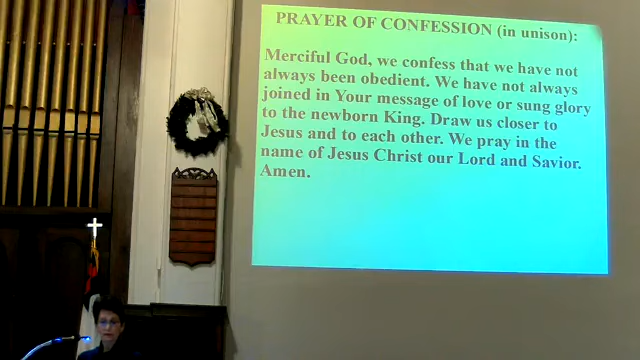 PRAYER OF CONFESSION (in unison):
Merciful God, we confess that we have not
always been obedient. We have not always
joined in Your message of love or sung glory
to the newborn King. Draw us closer to
Jesus and to each other. We pray in the
name of Jesus Christ our Lord and Savior.
Amen.